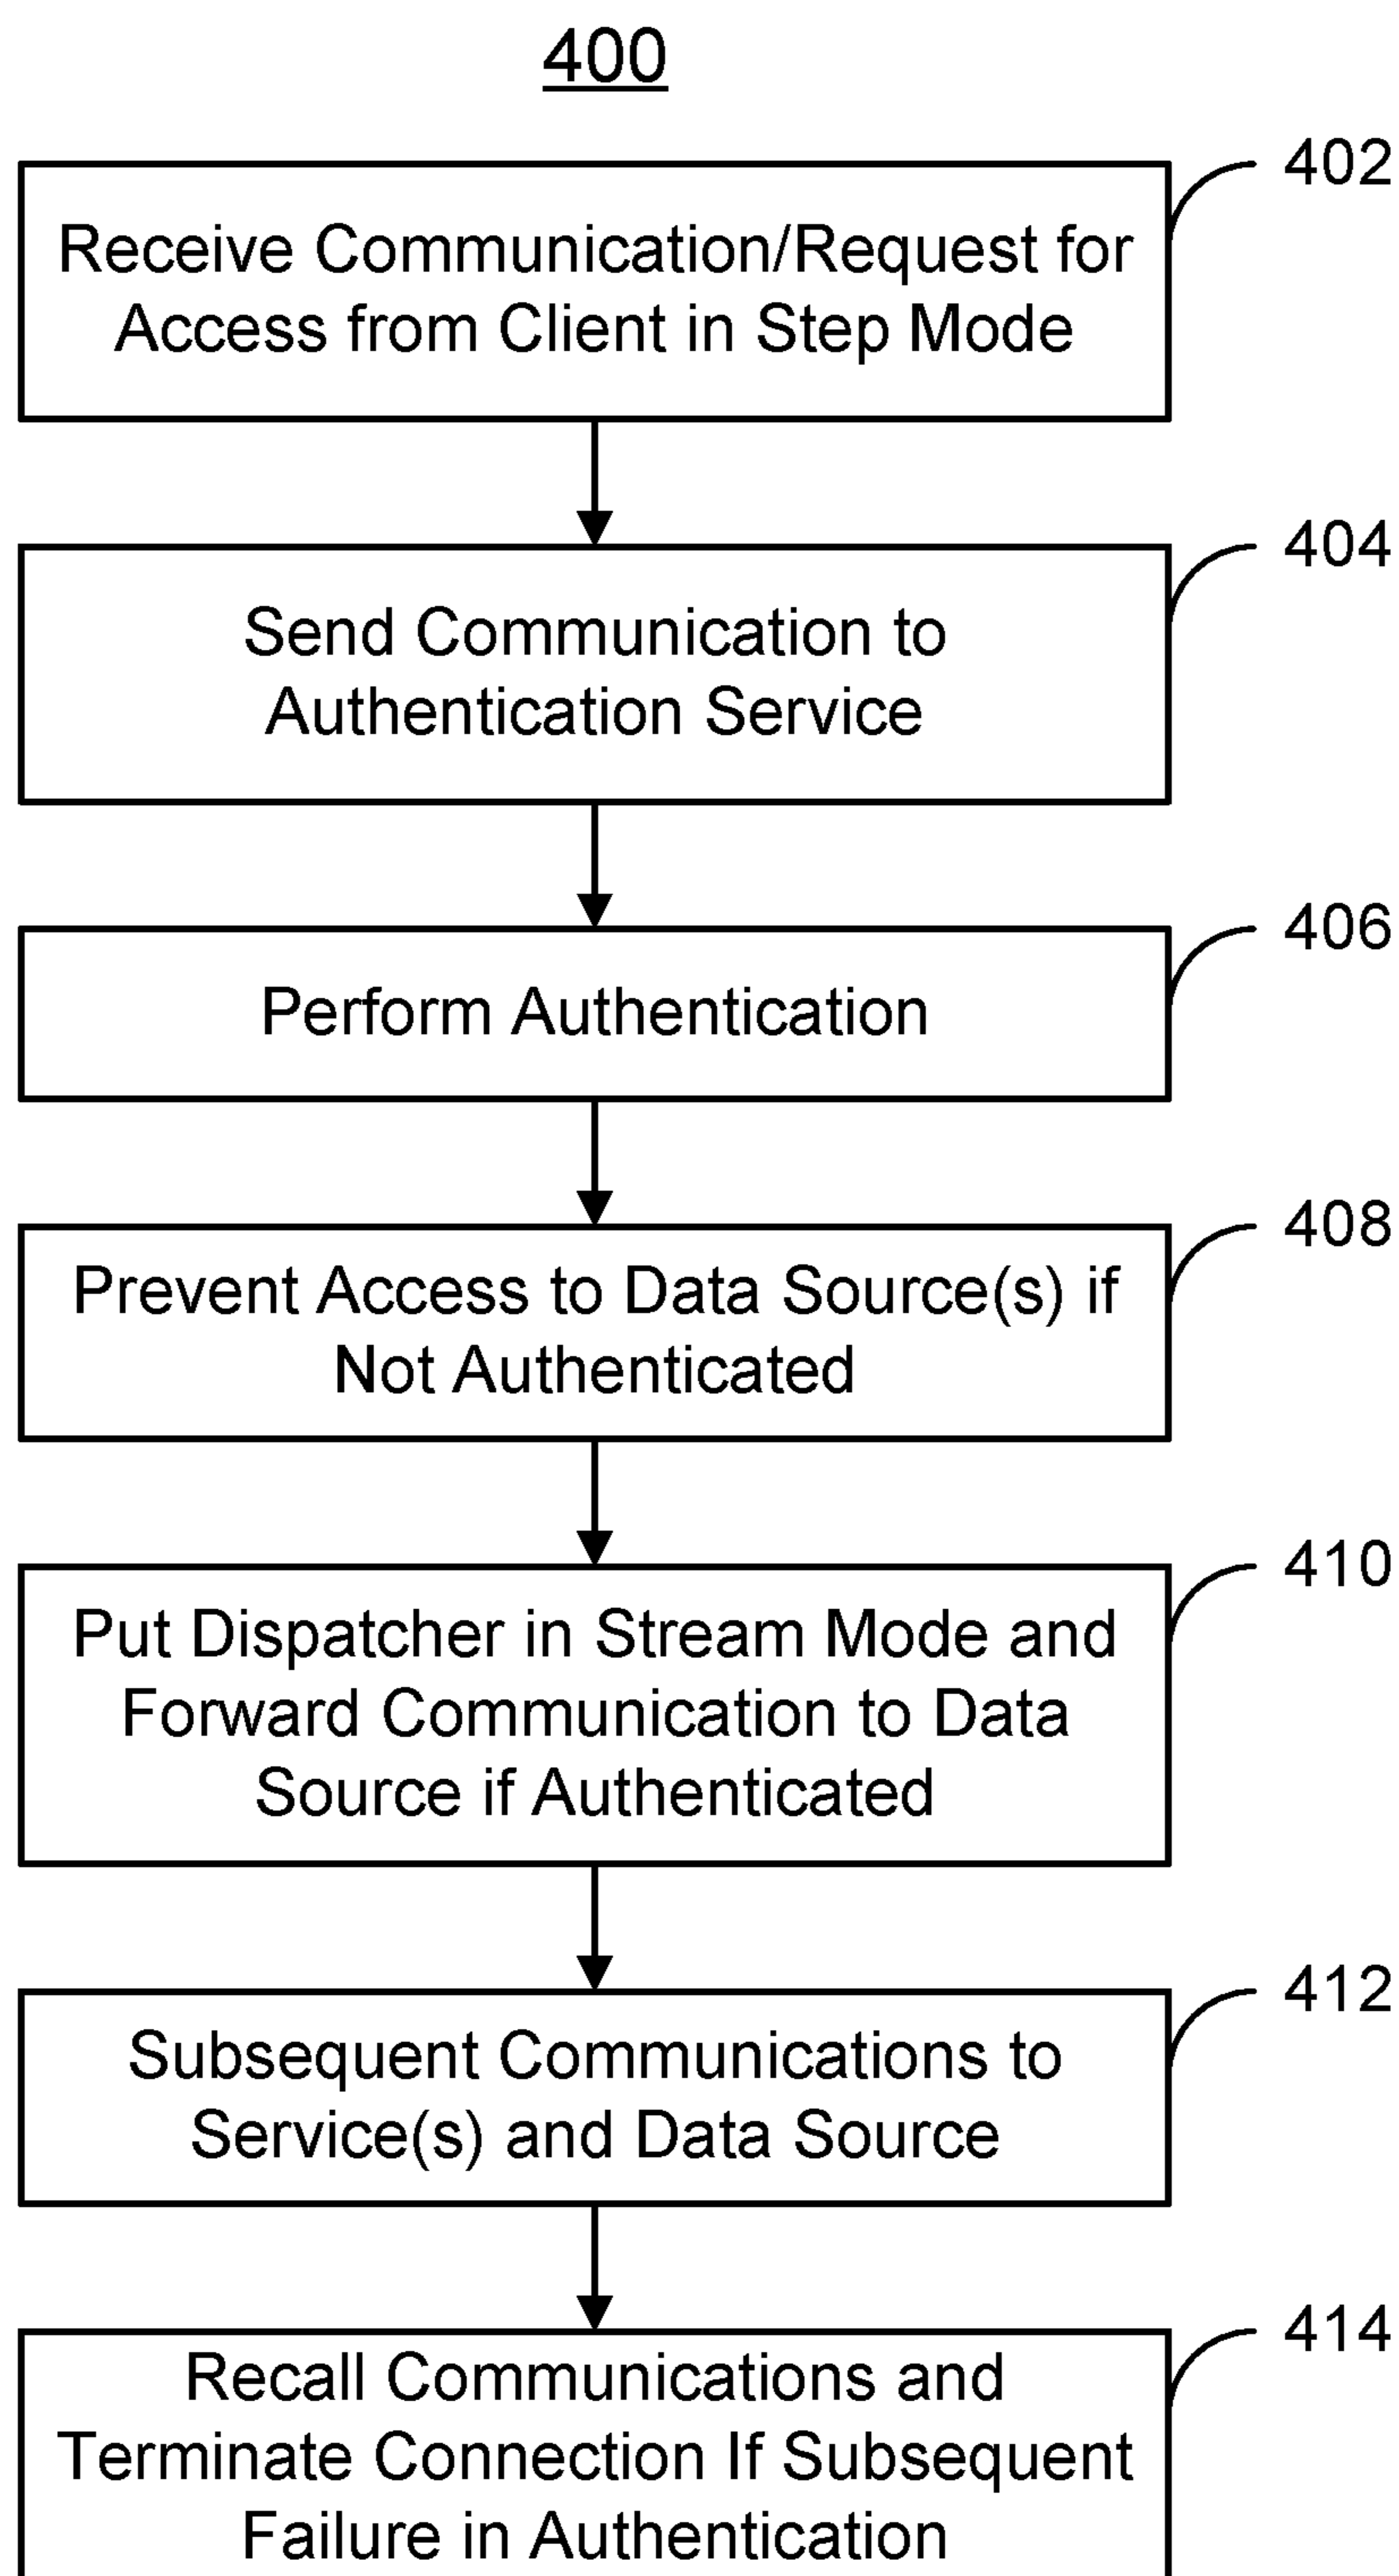 400
402
Receive Communication/Request for
Access from Client in Step Mode
404
Send Communication to
Authentication Service
406
Perform Authentication
408
Prevent Access to Data Source(s) if
Not Authenticated
410
Put Dispatcher in Stream Mode and
Forward Communication to Data
Source if Authenticated
412
Subsequent Communications to
Service(s) and Data Source
414
Recall Communications and
Terminate Connection If Subsequent
Failure in Authentication